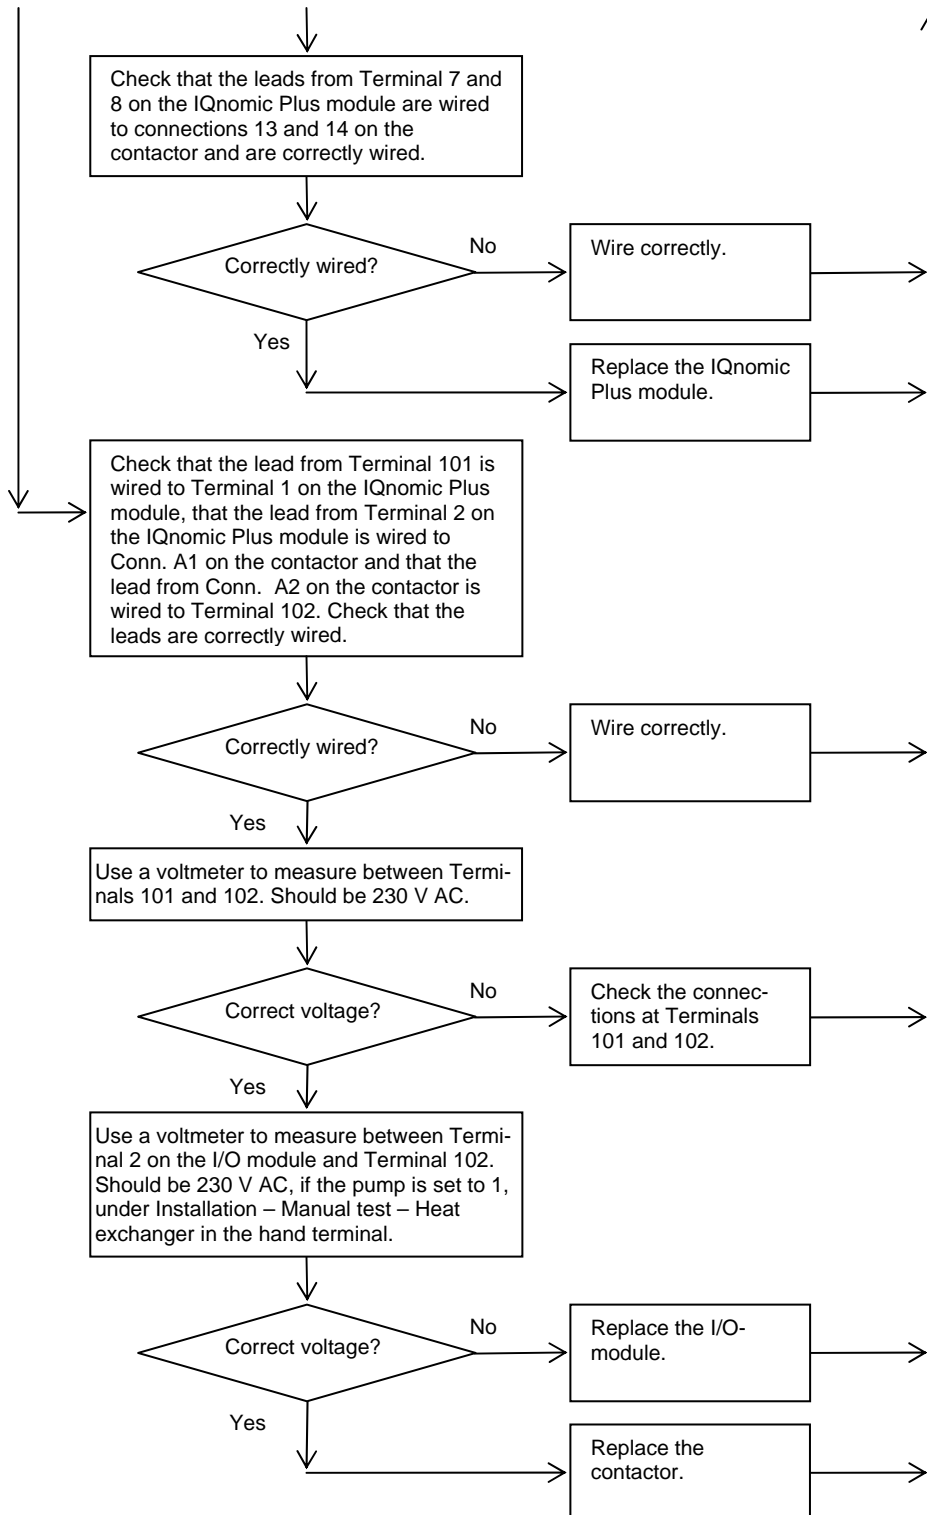 Check that the leads from Terminal 7 and
8 on the IQnomic Plus module are wired
to connections 13 and 14 on the
contactor and are correctly wired.
Correctly wired?
No
Wire correctly.
Yes
Replace the IQnomic
Plus module.
Check that the lead from Terminal 101 is
wired to Terminal 1 on the IQnomic Plus
module, that the lead from Terminal 2 on
the IQnomic Plus module is wired to
Conn. A1 on the contactor and that the
lead from Conn. A2 on the contactor is
wired to Terminal 102. Check that the
leads are correctly wired.
Correctly wired?
No
Wire correctly.
Yes
Use a voltmeter to measure between Termi-
nals 101 and 102. Should be 230 V AC.
Correct voltage?
No
Check the connec-
tions at Terminals
101 and 102.
Yes
Use a voltmeter to measure between Termi-
nal 2 on the I/O module and Terminal 102.
Should be 230 V AC, if the pump is set to 1,
under Installation – Manual test – Heat
exchanger in the hand terminal.
Correct voltage?
No
Replace the I/O-
module.
Yes
Replace the
contactor.